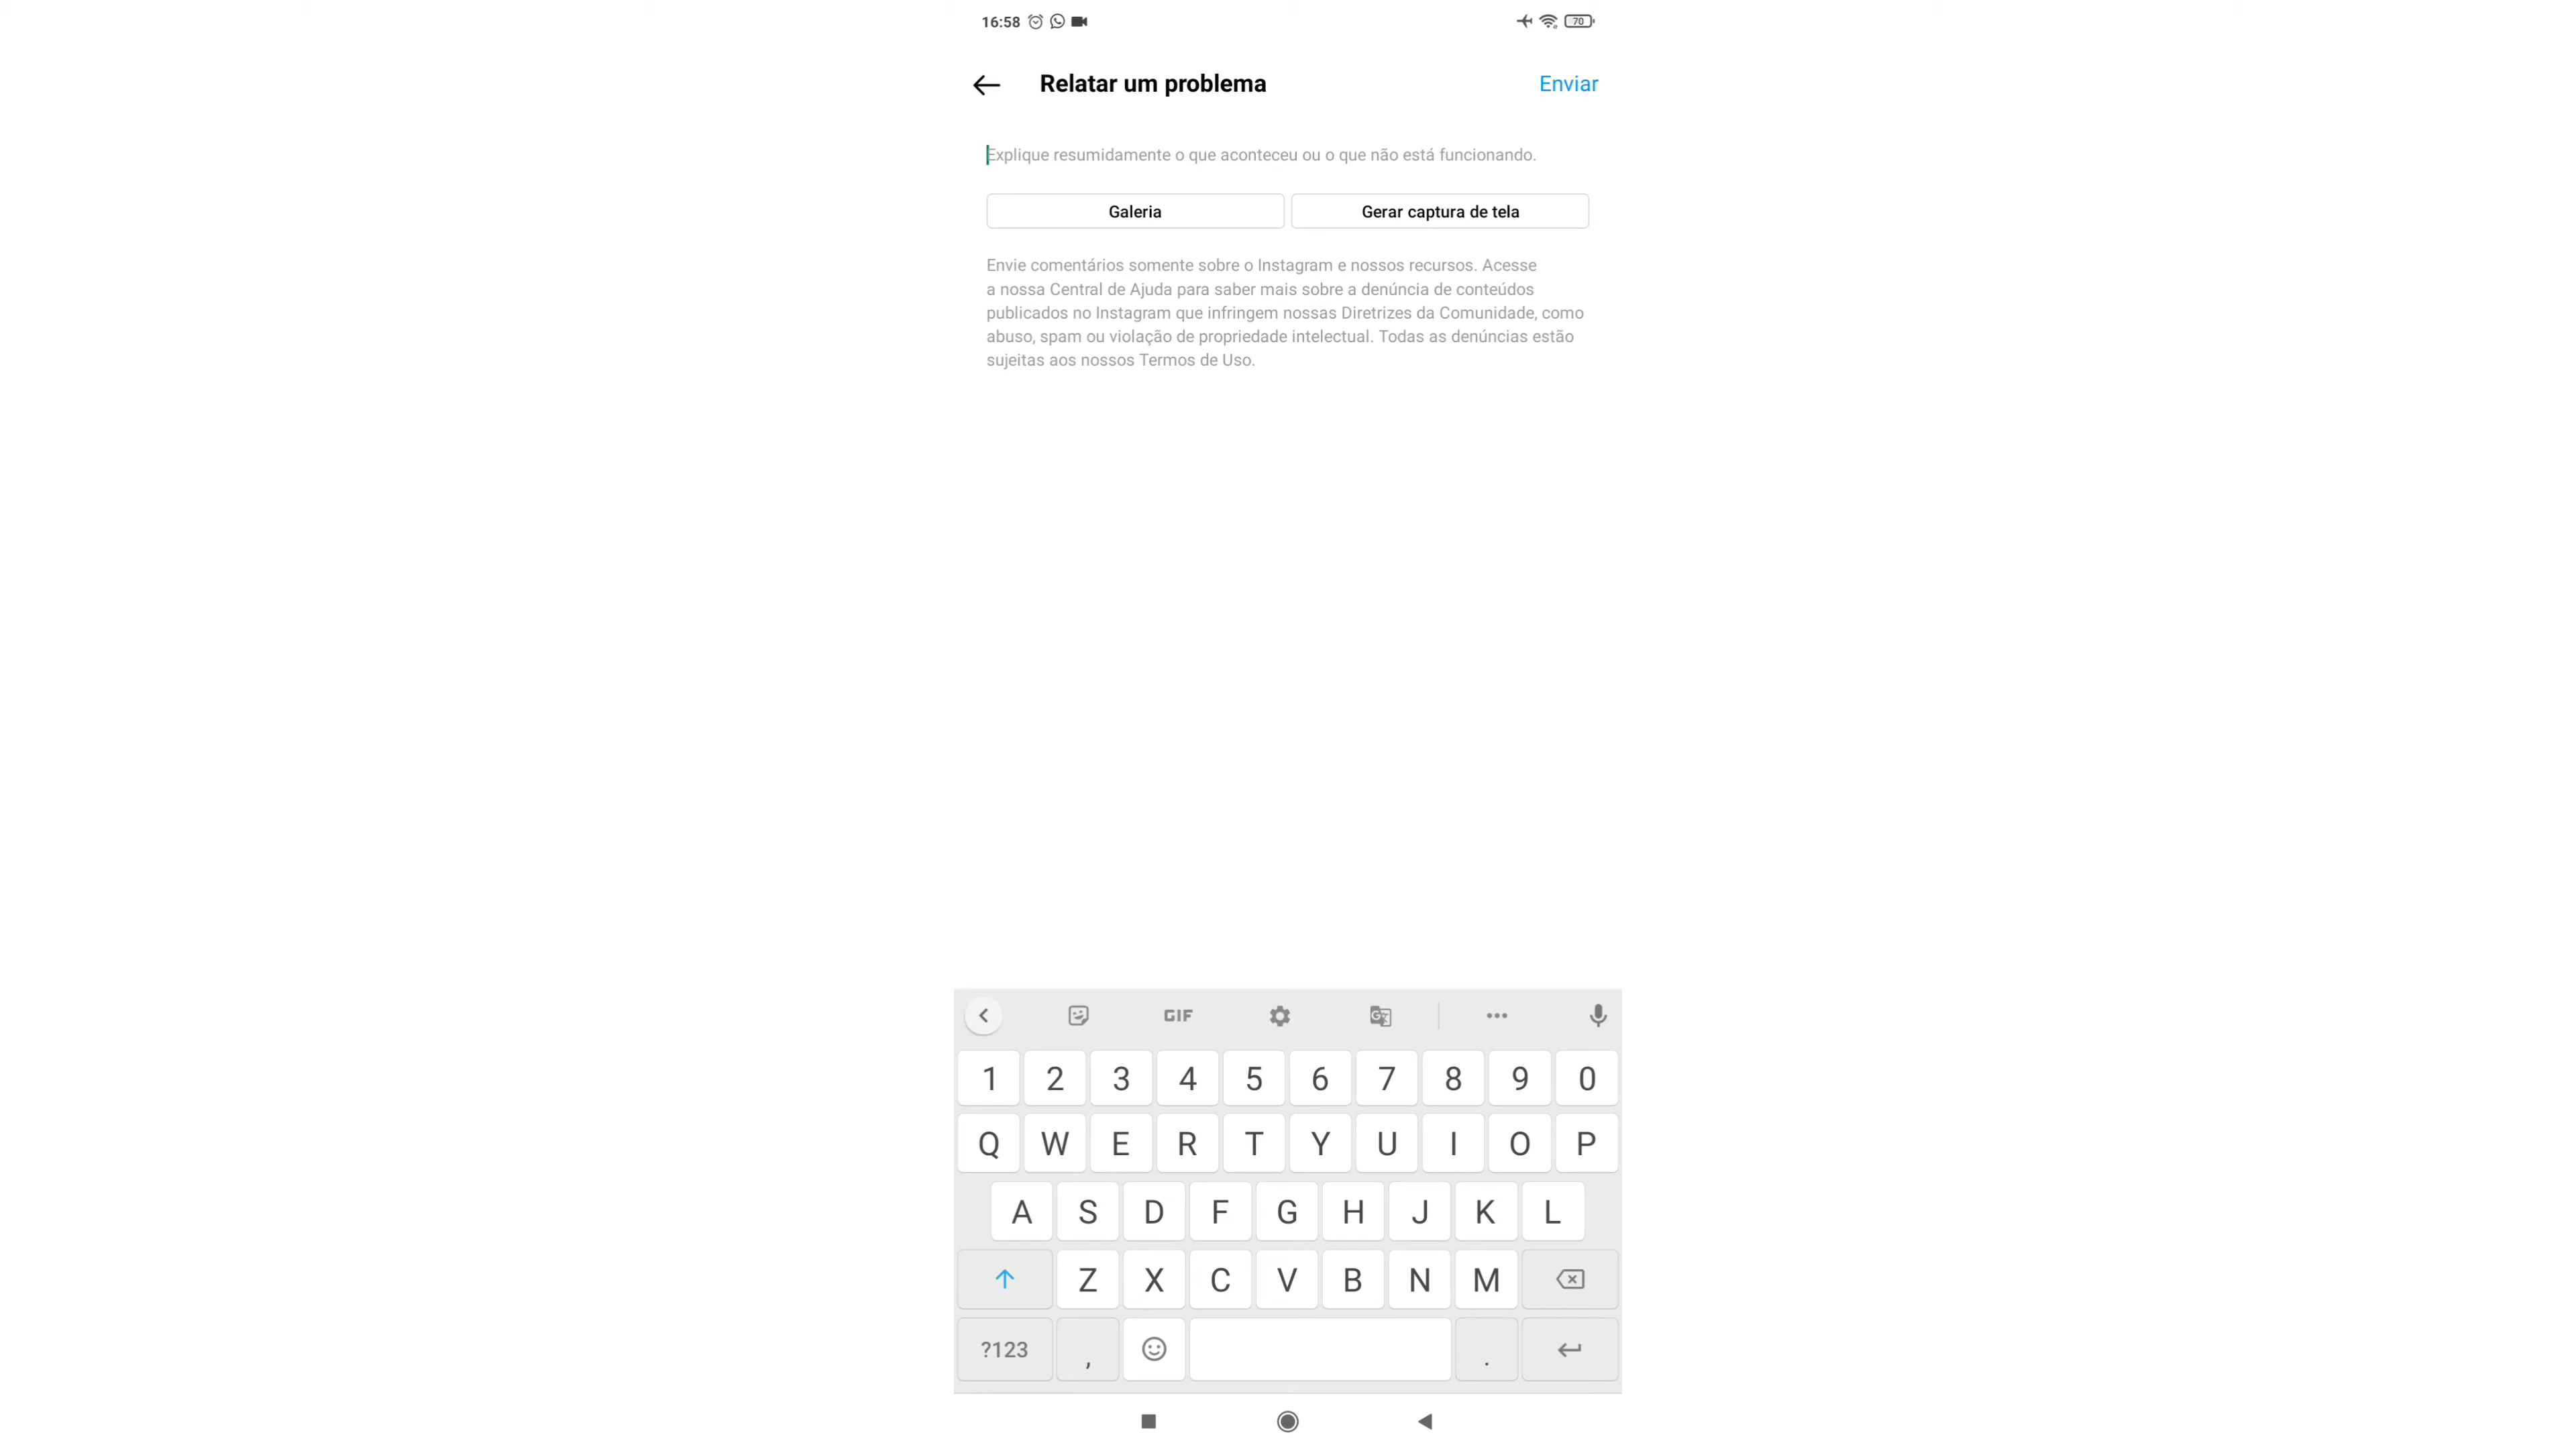 16:58 70
Relatar um problema Enviar
Explique resumidamente o que aconteceu ou o que não está funcionando.
Galeria Gerar captura de tela
Envie comentários somente sobre o Instagram e nossos recursos. Acesse
a nossa Central de Ajuda para saber mais sobre a denúncia de conteúdos
publicados no Instagram que infringem nossas Diretrizes da Comunidade, como
abuso, spam ou violação de propriedade intelectual. Todas as denúncias estão
sujeitas aos nossos Termos de Uso.
GIF
1 2 3 4 5 6 7 8 9 0
Q W E R T Y U I O P
A S D F G H J K L
Z X C V B N M
?123 , .